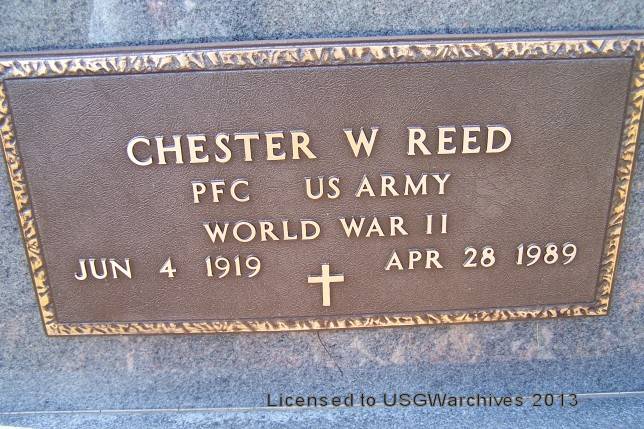 CHESTER W REED
PFC US ARMY
WORLD WAR II
JUN 4 1919 APR 28 1989
Licensed to USGWarchives 2013